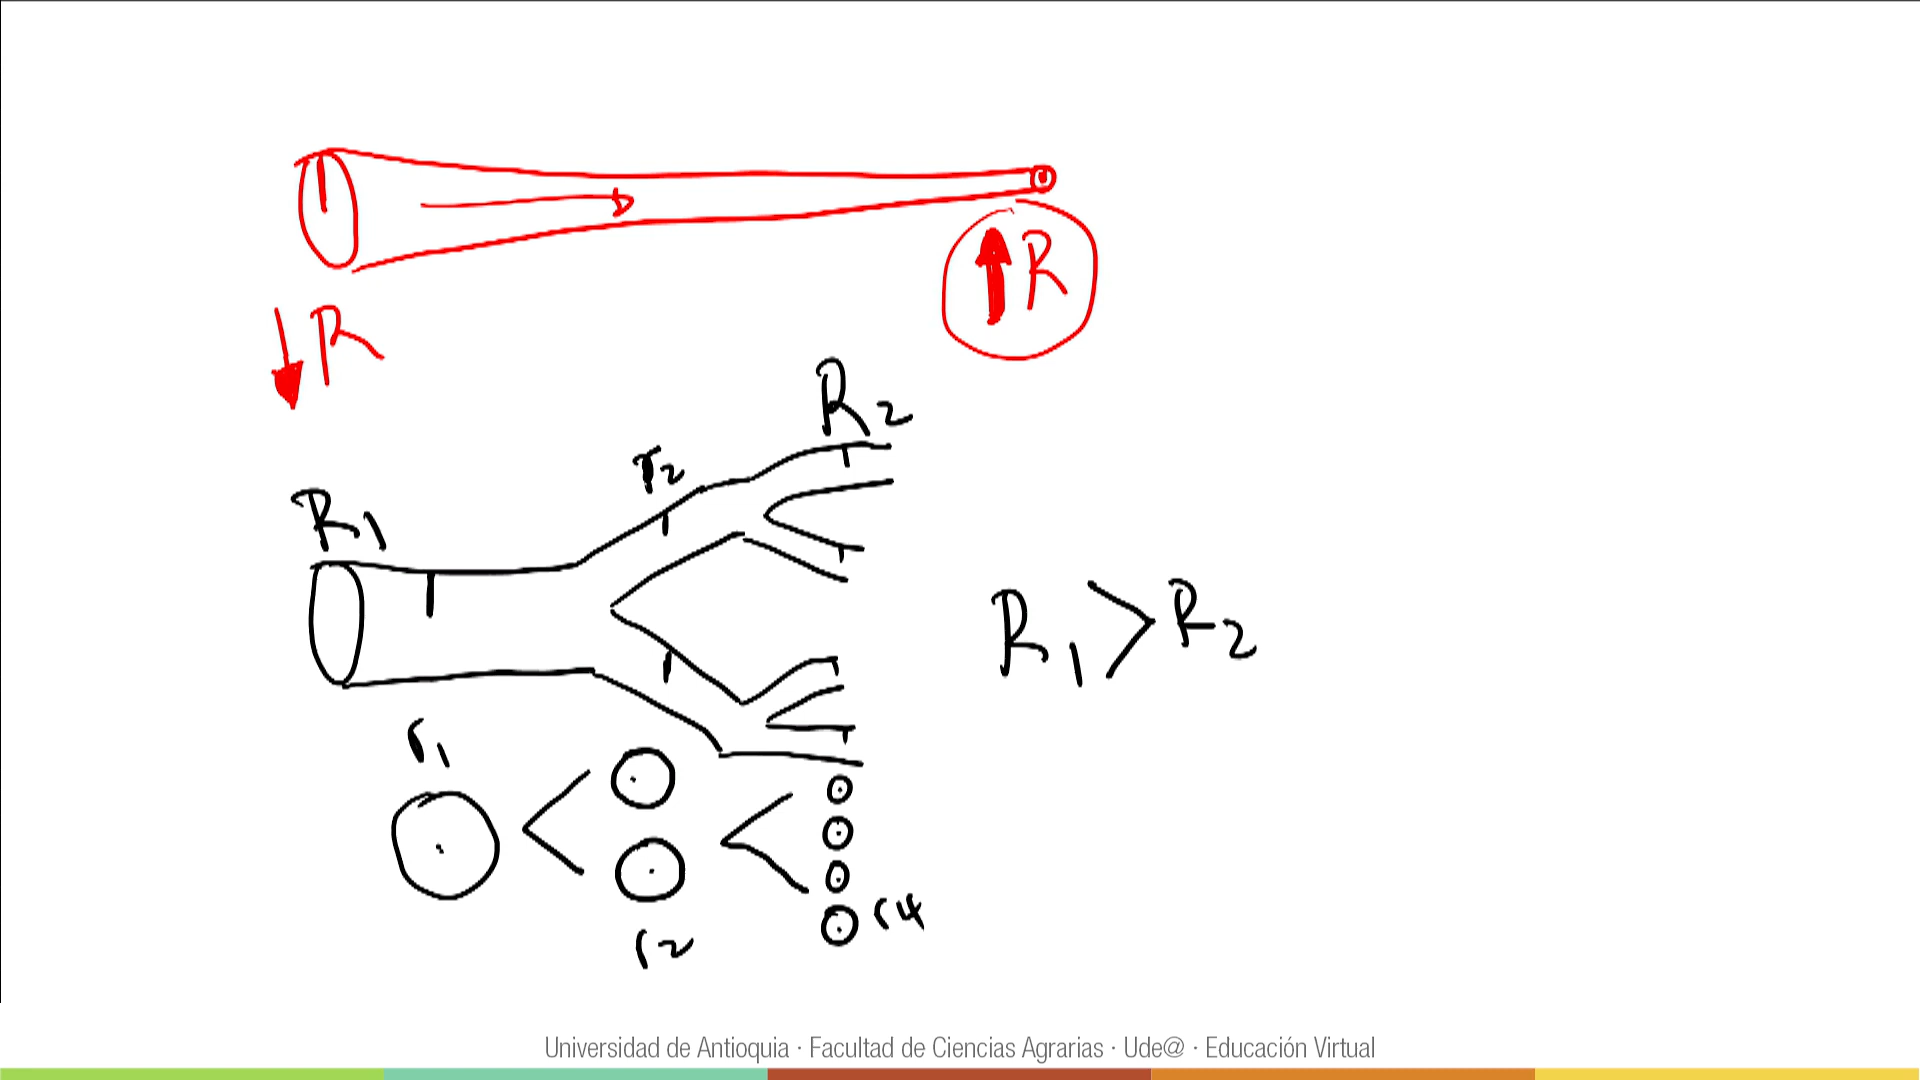 ↑R
↓R
R2
r2
R1
R1 > R2
r1
< <
r4
r2
Universidad de Antioquia · Facultad de Ciencias Agrarias · Ude@ · Educación Virtual